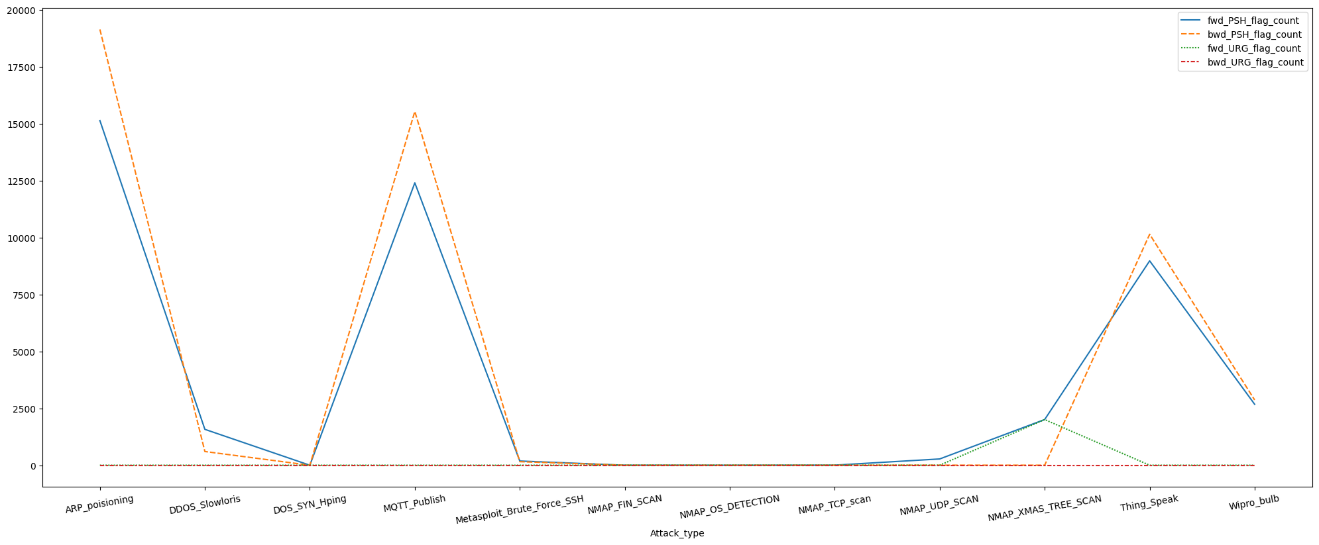 20000
17500
15000
12500
10000
7500
5000
2500
0
fwd_PSH_flag_count
bwd_PSH_flag_count
fwd_URG_flag_count
bwd_URG_flag_count
ARP_poisioning
DDOS_Slowloris
DOS_SYN_Hping
MQTT_Publish
Metasploit_Brute_Force_SSH
NMAP_FIN_SCAN
NMAP_OS_DETECTION
NMAP_TCP_scan
NMAP_UDP_SCAN
NMAP_XMAS_TREE_SCAN
Thing_Speak
Wipro_bulb
Attack_type